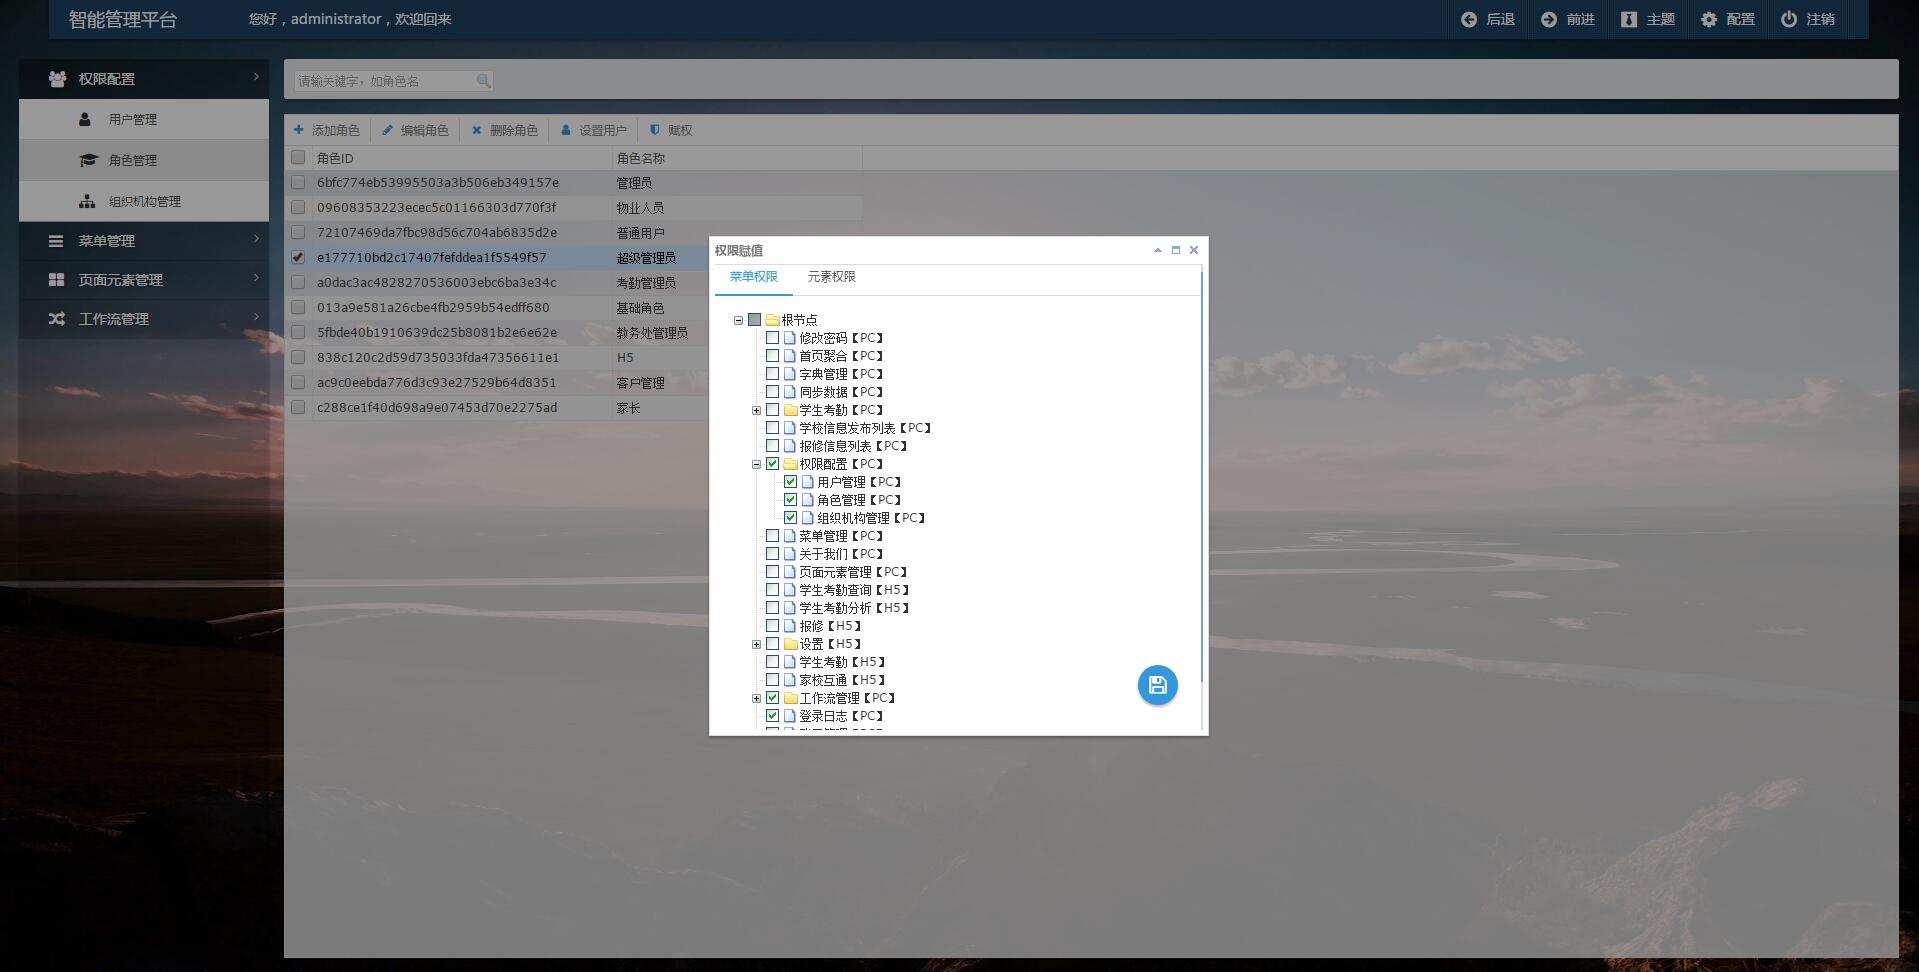 智能管理平台
您好，administrator，欢迎回来
后退
前进
主题
配置
注销
权限配置
用户管理
角色管理
组织机构管理
菜单管理
页面元素管理
工作流管理
请输关键字，如角色名
添加角色
编辑角色
删除角色
设置用户
赋权
角色ID 角色名称
6bfc774eb53995503a3b506eb349157e 管理员
09608353223ecec5c01166303d770f3f 物业人员
72107469da7fbc98d56c704ab6835d2e 普通用户
e177710bd2c17407fefddea1f5549f57 超级管理员
a0dac3ac4828270536003ebc6ba3e34c 考勤管理员
013a9e581a26cbe4fb2959b54edff680 基础角色
5fbde40b1910639dc25b8081b2e6e62e 教务处管理员
838c120c2d59d735033fda47356611e1 H5
ac9c0eebda776d3c93e27529b64d8351 客户管理
c288ce1f40d698a9e07453d70e2275ad 家长
权限赋值
菜单权限
元素权限
根节点
修改密码【PC】
首页聚合【PC】
字典管理【PC】
同步数据【PC】
学生考勤【PC】
学校信息发布列表【PC】
报修信息列表【PC】
权限配置【PC】
用户管理【PC】
角色管理【PC】
组织机构管理【PC】
菜单管理【PC】
关于我们【PC】
页面元素管理【PC】
学生考勤查询【H5】
学生考勤分析【H5】
报修【H5】
设置【H5】
学生考勤【H5】
家校互通【H5】
工作流管理【PC】
登录日志【PC】